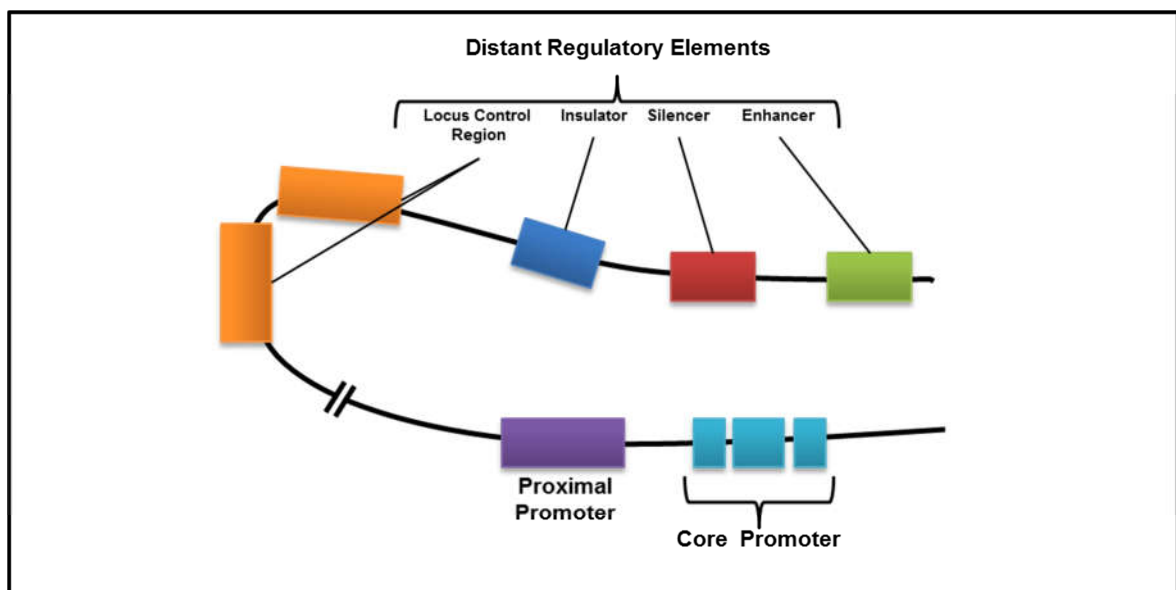 Distant Regulatory Elements
Locus Control
Region
Insulator
Silencer
Enhancer
Proximal
Promoter
Core Promoter